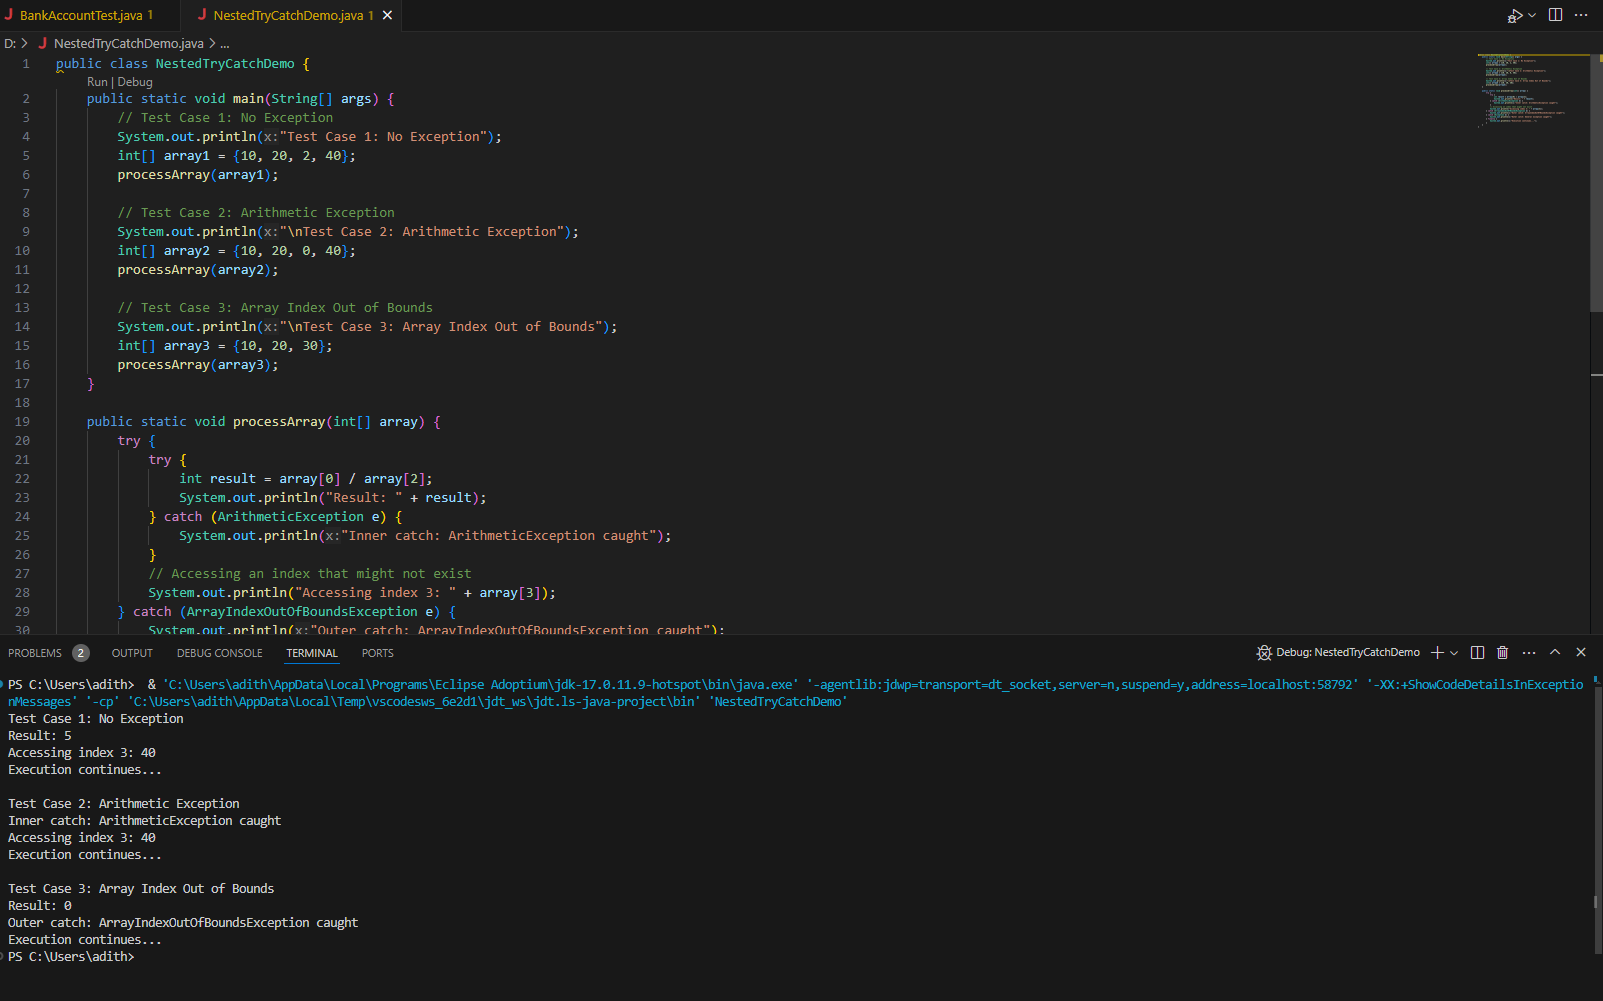 J BankAccountTest.java 1
J NestedTryCatchDemo.java 1
D: > J NestedTryCatchDemo.java > ...
1 public class NestedTryCatchDemo {
Run | Debug
2 public static void main(String[] args) {
3 // Test Case 1: No Exception
4 System.out.println(x:"Test Case 1: No Exception");
5 int[] array1 = {10, 20, 2, 40};
6 processArray(array1);
7
8 // Test Case 2: Arithmetic Exception
9 System.out.println(x:"\nTest Case 2: Arithmetic Exception");
10 int[] array2 = {10, 20, 0, 40};
11 processArray(array2);
12
13 // Test Case 3: Array Index Out of Bounds
14 System.out.println(x:"\nTest Case 3: Array Index Out of Bounds");
15 int[] array3 = {10, 20, 30};
16 processArray(array3);
17 }
18
19 public static void processArray(int[] array) {
20 try {
21 try {
22 int result = array[0] / array[2];
23 System.out.println("Result: " + result);
24 } catch (ArithmeticException e) {
25 System.out.println(x:"Inner catch: ArithmeticException caught");
26 }
27 // Accessing an index that might not exist
28 System.out.println("Accessing index 3: " + array[3]);
29 } catch (ArrayIndexOutOfBoundsException e) {
30 System.out.println(x:"Outer catch: ArrayIndexOutOfBoundsException caught");
PROBLEMS 2 OUTPUT DEBUG CONSOLE TERMINAL PORTS
Debug: NestedTryCatchDemo
PS C:\Users\adith> & 'C:\Users\adith\AppData\Local\Programs\Eclipse Adoptium\jdk-17.0.11.9-hotspot\bin\java.exe' '-agentlib:jdwp=transport=dt_socket,server=n,suspend=y,address=localhost:58792' '-XX:+ShowCodeDetailsInExceptio
nMessages' '-cp' 'C:\Users\adith\AppData\Local\Temp\vscodesws_6e2d1\jdt_ws\jdt.ls-java-project\bin' 'NestedTryCatchDemo'
Test Case 1: No Exception
Result: 5
Accessing index 3: 40
Execution continues...
Test Case 2: Arithmetic Exception
Inner catch: ArithmeticException caught
Accessing index 3: 40
Execution continues...
Test Case 3: Array Index Out of Bounds
Result: 0
Outer catch: ArrayIndexOutOfBoundsException caught
Execution continues...
PS C:\Users\adith>